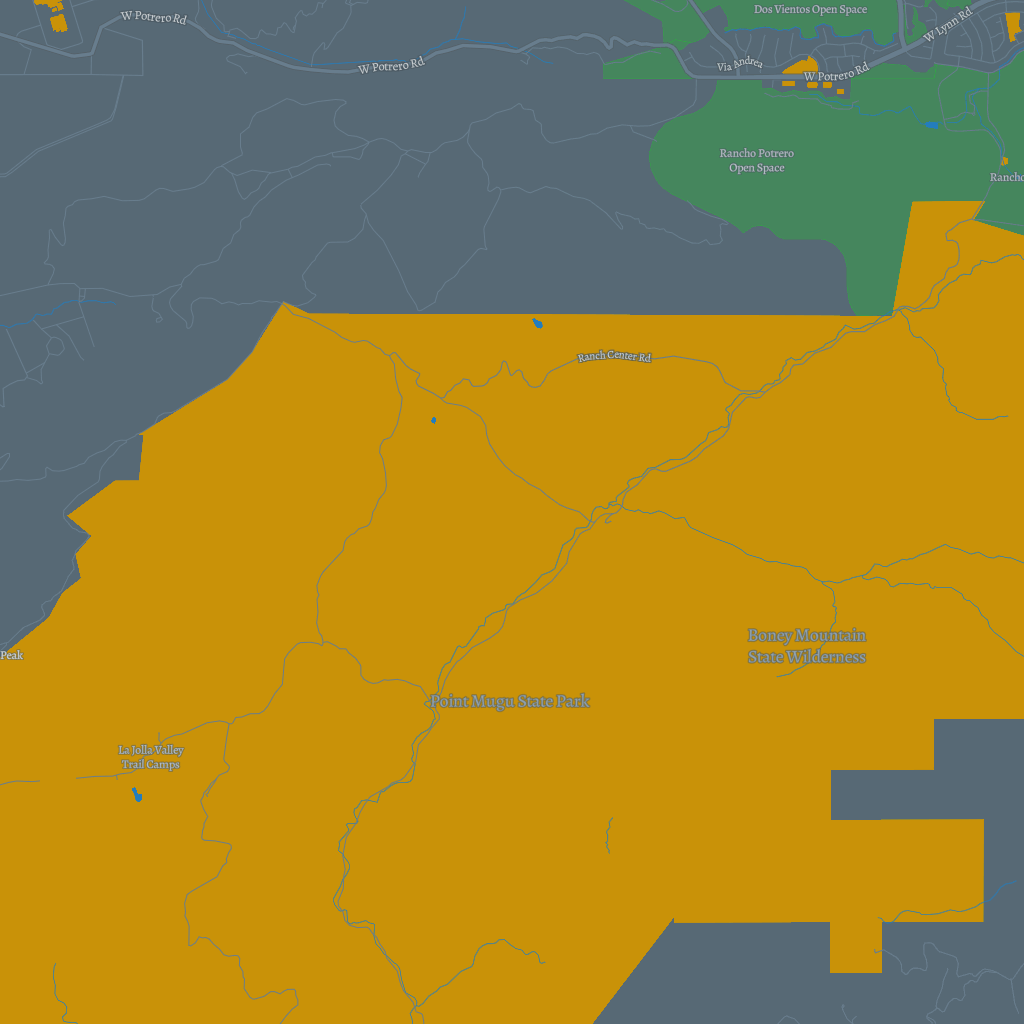 Dos Vientos Open Space
W Potrero Rd
W Lynn Rd
W Potrero Rd
Via Andrea
W Potrero Rd
Rancho Potrero
Open Space
Rancho
Ranch Center Rd
Boney Mountain
State Wilderness
Peak
Point Mugu State Park
La Jolla Valley
Trail Camps